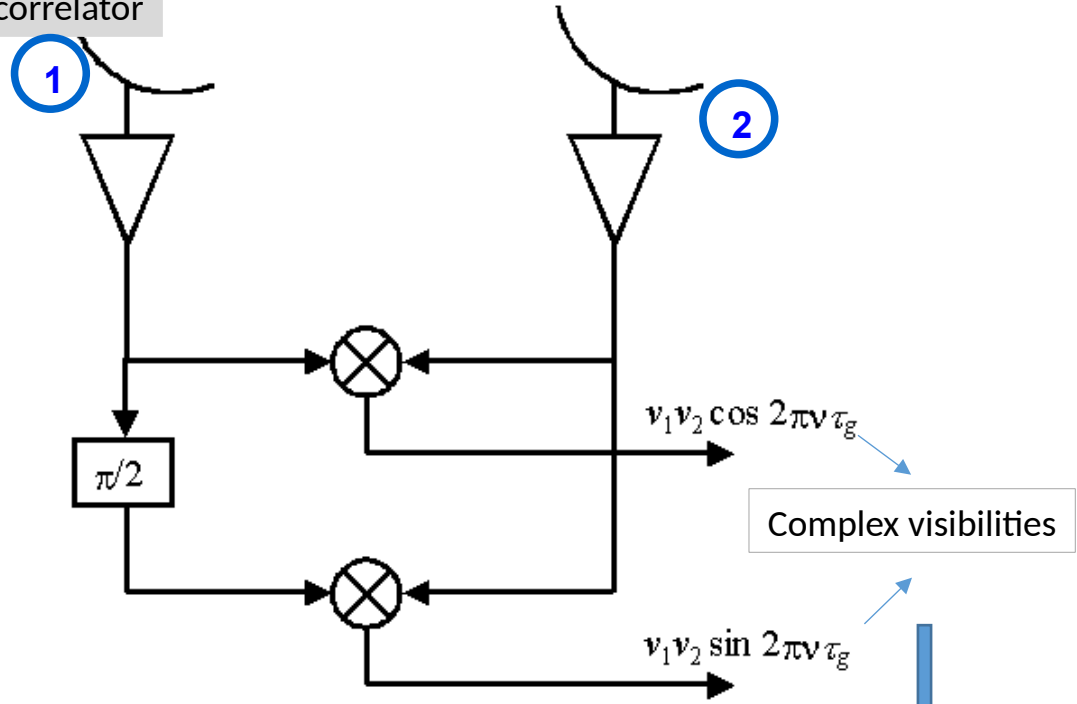 correlator
1
2
v₁v₂ cos 2πντg
π/2
Complex visibilities
v₁v₂ sin 2πντg